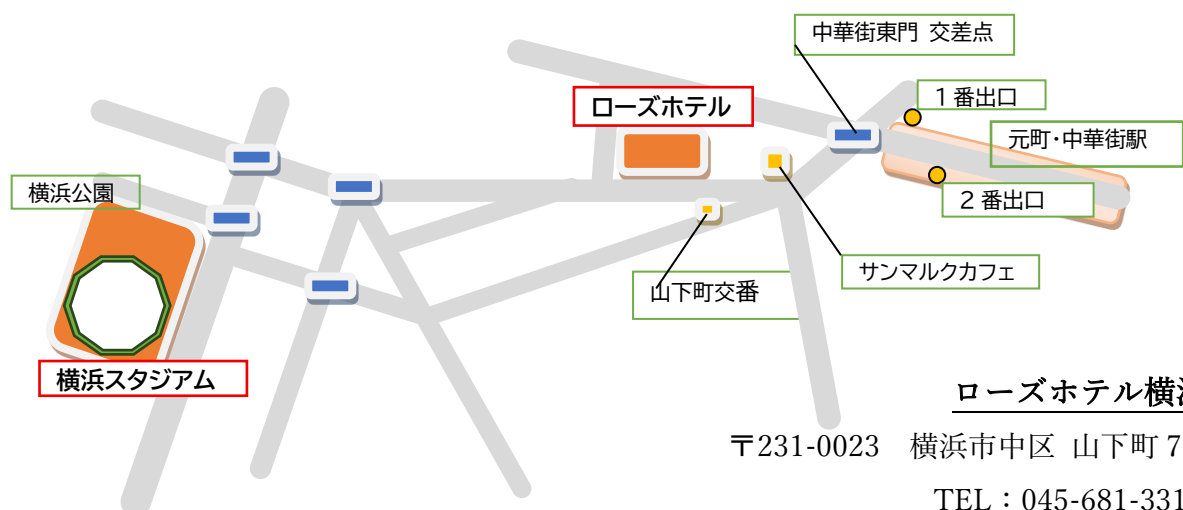 中華街東門 交差点
ローズホテル
1番出口
元町・中華街駅
横浜公園
2番出口
サンマルクカフェ
山下町交番
横浜スタジアム
ローズホテル横浜
〒231-0023 横浜市中区 山下町 7
TEL：045-681-331